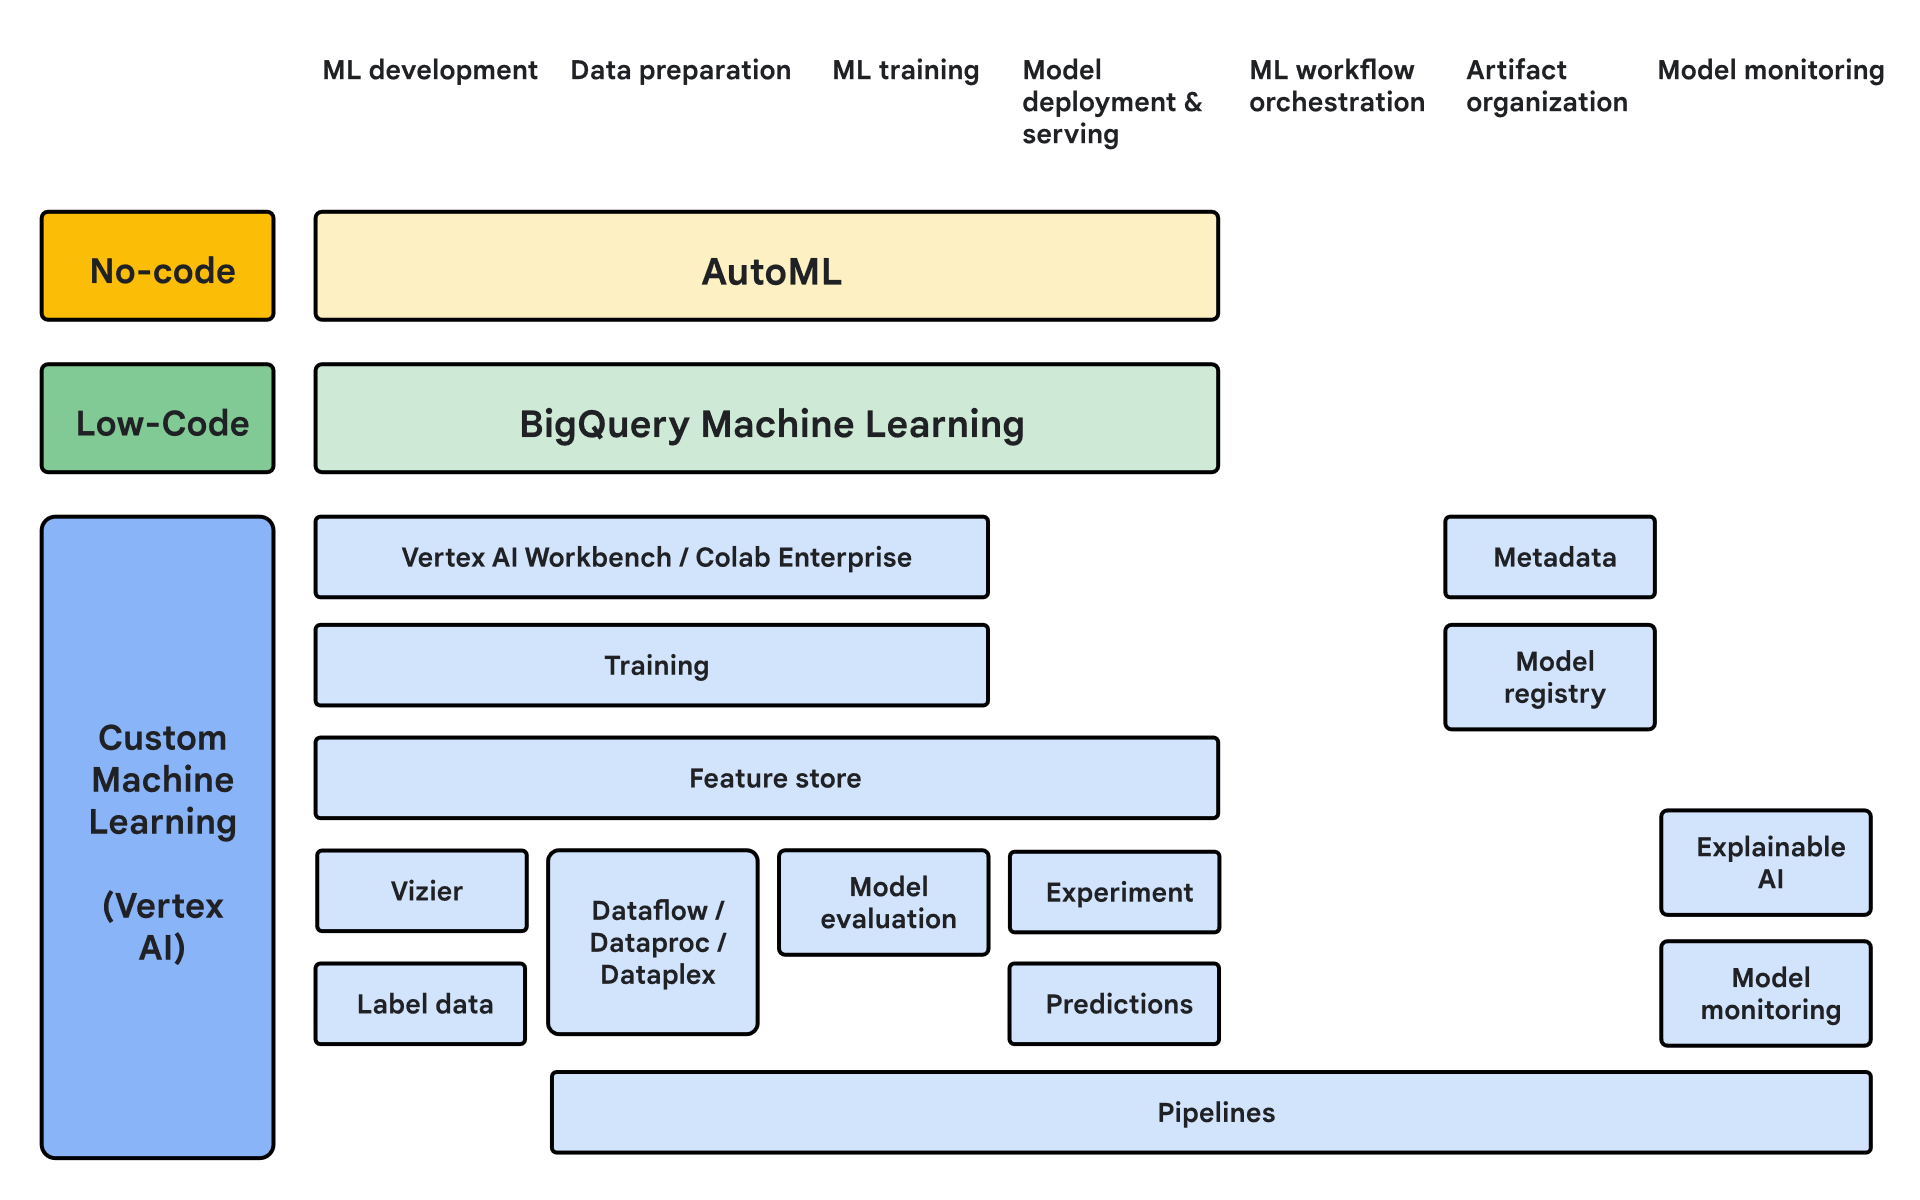 ML development
Data preparation
ML training
Model
deployment &
serving
ML workflow
orchestration
Artifact
organization
Model monitoring
No-code
AutoML
Low-Code
BigQuery Machine Learning
Custom
Machine
Learning
(Vertex
AI)
Vertex AI Workbench / Colab Enterprise
Metadata
Training
Model
registry
Feature store
Vizier
Dataflow /
Dataproc /
Dataplex
Model
evaluation
Experiment
Explainable
AI
Label data
Predictions
Model
monitoring
Pipelines